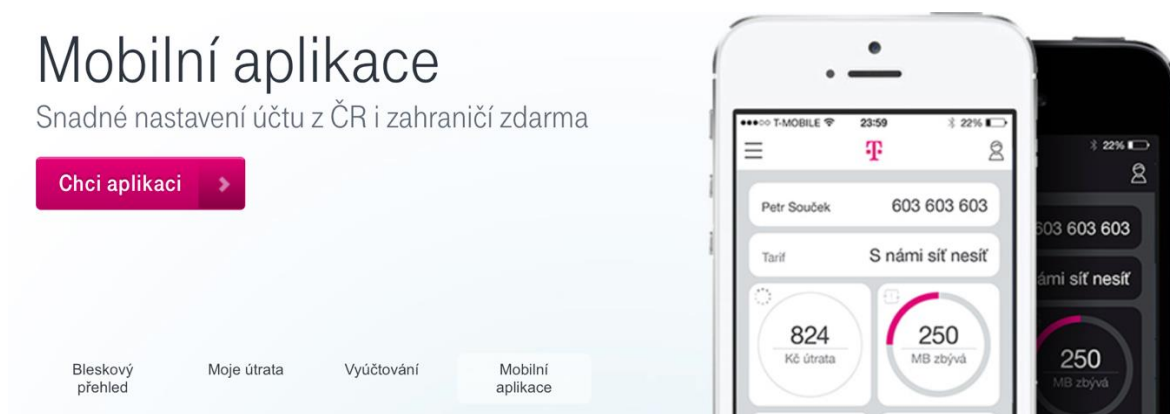 Mobilní aplikace
Snadné nastavení účtu z ČR i zahraničí zdarma
Chci aplikaci
Bleskový
přehled
Moje útrata
Vyúčtování
Mobilní
aplikace
T-MOBILE 23:59 22%
T
Petr Souček 603 603 603
Tarif S námi síť nesíť
824
Kč útrata
250
MB zbývá
22%
603 603 603
ámi síť nesíť
250
MB zbývá